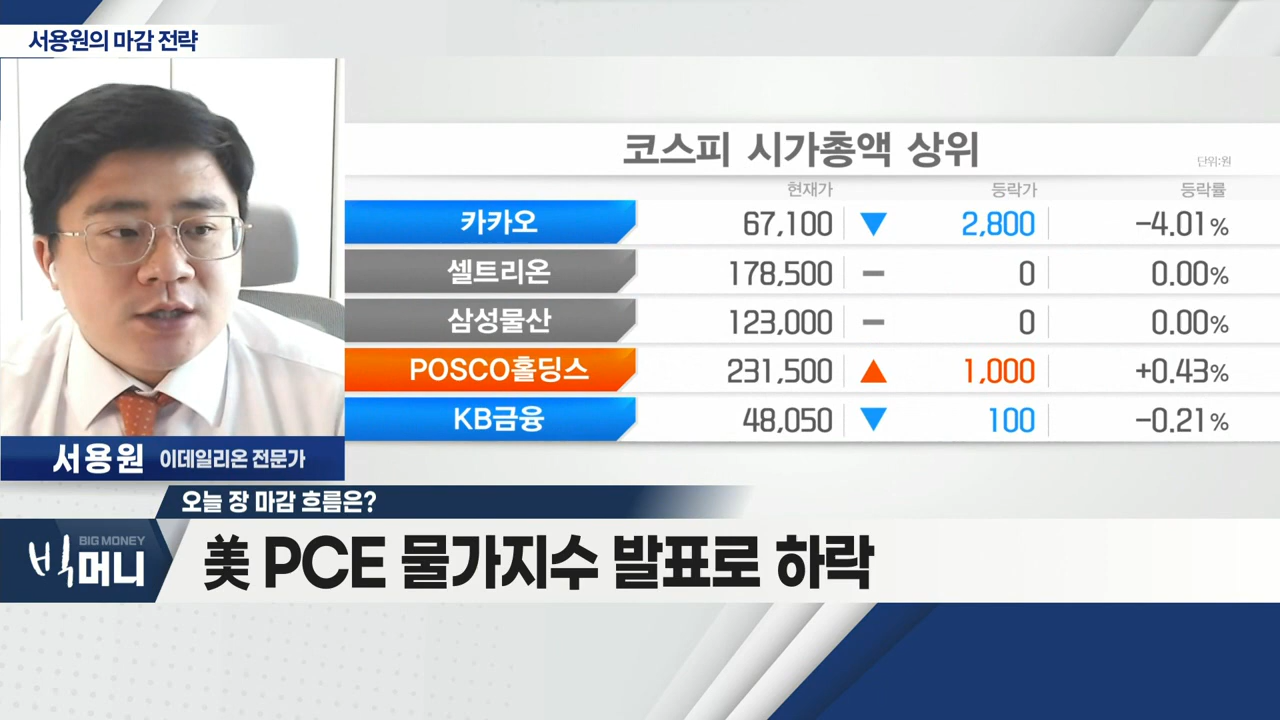 서용원의 마감 전략
코스피 시가총액 상위
단위:원
현재가 등락가 등락률
카카오 67,100 ▼ 2,800 -4.01%
셀트리온 178,500 - 0 0.00%
삼성물산 123,000 - 0 0.00%
POSCO홀딩스 231,500 ▲ 1,000 +0.43%
KB금융 48,050 ▼ 100 -0.21%
서용원 이데일리온 전문가
오늘 장 마감 흐름은?
BIG MONEY
빅머니
美 PCE 물가지수 발표로 하락